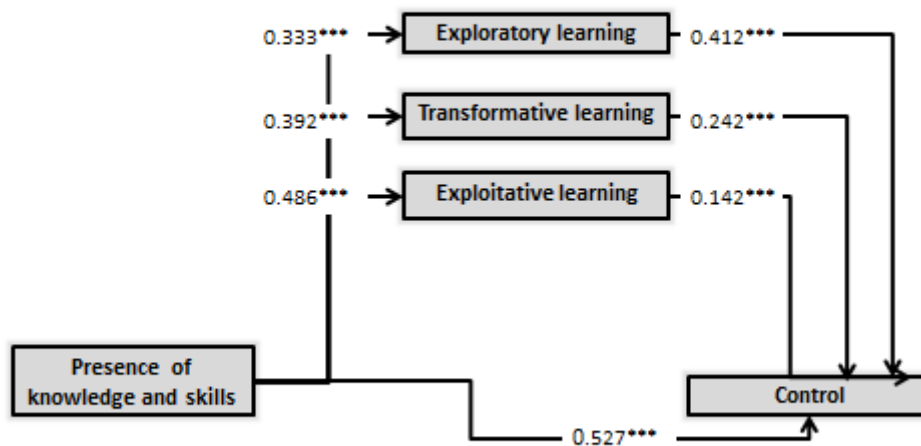 0.333*** Exploratory learning 0.412***
0.392*** Transformative learning 0.242***
0.486*** Exploitative learning 0.142***
Presence of
knowledge and skills
Control
0.527***